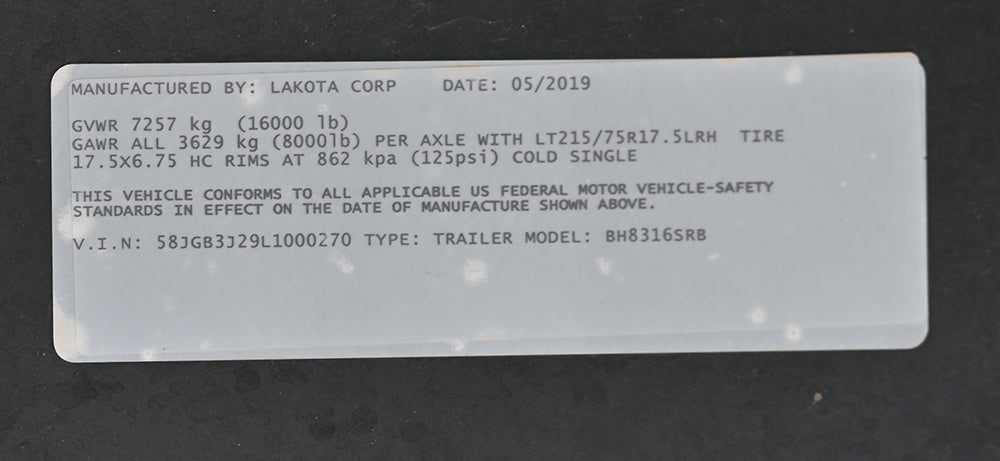 MANUFACTURED BY: LAKOTA CORP DATE: 05/2019
GVWR 7257 kg (16000 lb)
GAWR ALL 3629 kg (8000lb) PER AXLE WITH LT215/75R17.5LRH TIRE
17.5X6.75 HC RIMS AT 862 kpa (125psi) COLD SINGLE
THIS VEHICLE CONFORMS TO ALL APPLICABLE US FEDERAL MOTOR VEHICLE-SAFETY
STANDARDS IN EFFECT ON THE DATE OF MANUFACTURE SHOWN ABOVE.
V.I.N: 58JGB3J29L1000270 TYPE: TRAILER MODEL: BH8316SRB